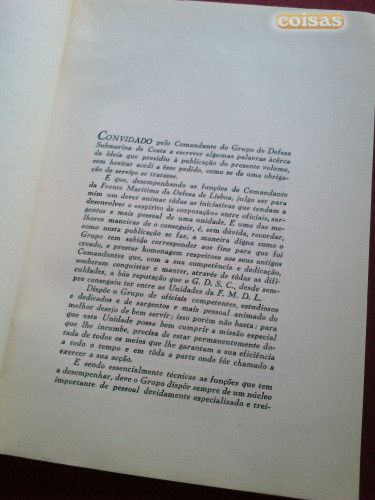 coisas
CONVIDADO pelo Comandante do Grupo de Defesa
Submarina de Costa a escrever algumas palavras àcêrca
da ideia que presidiu à publicação do presente volume,
sem hesitar acedi a êsse pedido, como se de uma obriga-
ção de serviço se tratasse.
É que, desempenhando as funções de Comandante
da Frente Marítima da Defesa de Lisboa, julgo ser para
mim um dever animar tôdas as iniciativas que tendam a
desenvolver o «espírito de corporação» entre oficiais, sar-
gentos e mais pessoal de uma unidade. E uma das me-
lhores maneiras de o conseguir, é, sem dúvida, recordar,
como nesta publicação se faz, a maneira digna como o
Grupo tem sabido corresponder aos fins para que foi
creado, e prestar homenagem respeitosa aos seus antigos
Comandantes que, com a sua competência e dedicação,
souberam conquistar e manter, através de tôdas as difi-
culdades, a bôa reputação que o G. D. S. C., desde sem-
pre conseguiu ter entre as Unidades da F. M. D. L.
Dispõe o Grupo de oficiais competentes, estudiosos
e dedicados e de sargentos e mais pessoal animado do
melhor desejo de bem servir; isso porém não basta: para
que esta Unidade possa bem cumprir a missão especial
que lhe incumbe, precisa de estar permanentemente do-
tada de todos os meios que lhe garantam a sua eficiência
a todo o tempo e em tôda a parte onde fôr chamado a
exercer a sua acção.
E sendo essencialmente técnicas as funções que tem
a desempenhar, deve o Grupo dispôr sempre de um núcleo
importante de pessoal devidamente especializado e trei-